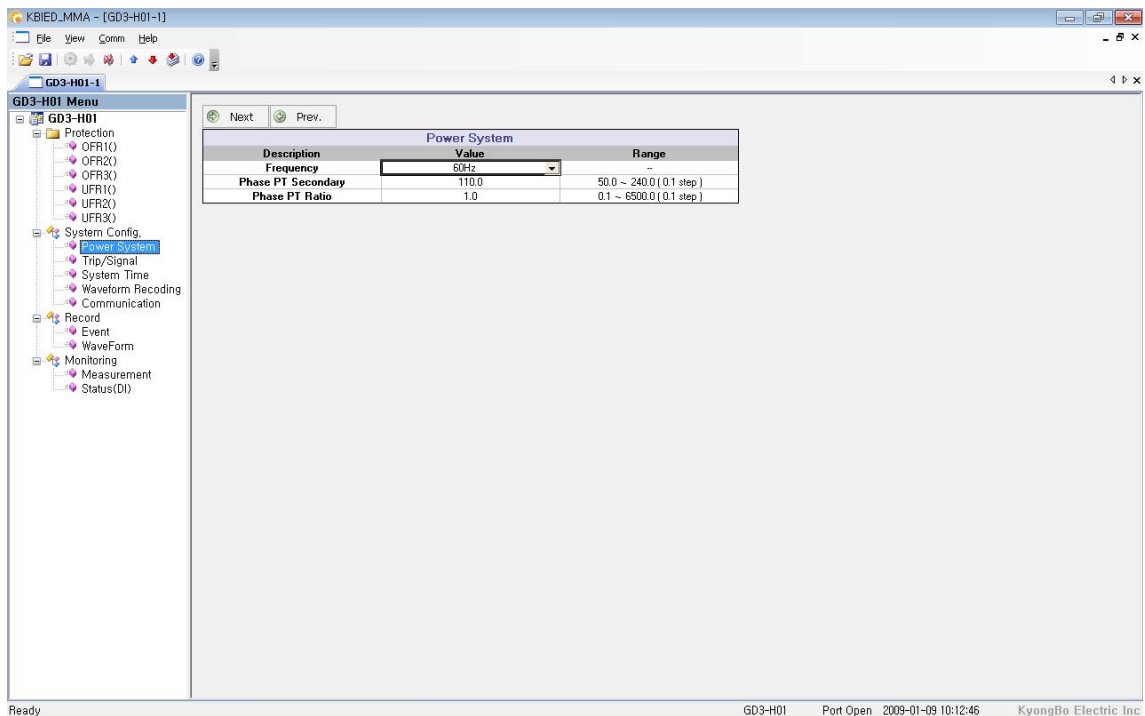 KBIED_MMA - [GD3-H01-1]
File View Comm Help
GD3-H01-1
GD3-H01 Menu
GD3-H01
Protection
OFR1()
OFR2()
OFR3()
UFR1()
UFR2()
UFR3()
System Config.
Power System
Trip/Signal
System Time
Waveform Recoding
Communication
Record
Event
WaveForm
Monitoring
Measurement
Status(DI)
Next Prev.
Power System
Description Value Range
Frequency 60Hz --
Phase PT Secondary 110.0 50.0 ~ 240.0 ( 0.1 step )
Phase PT Ratio 1.0 0.1 ~ 6500.0 ( 0.1 step )
Ready GD3-H01 Port Open 2009-01-09 10:12:46 KyongBo Electric Inc